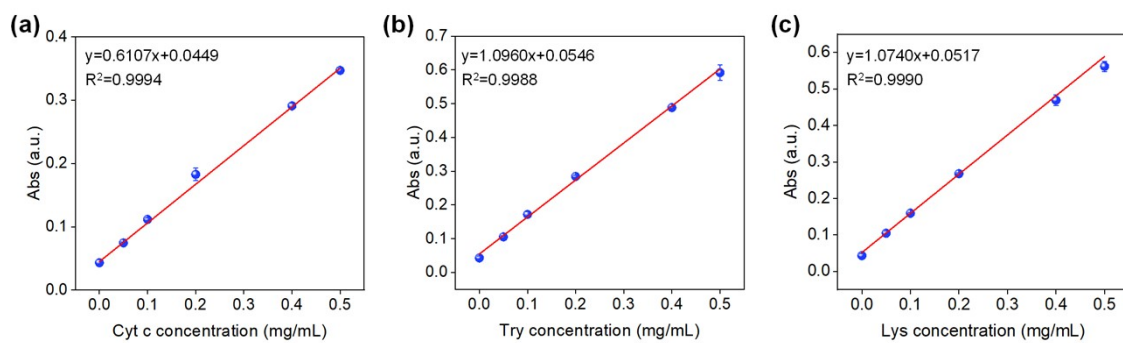 (a)
y=0.6107x+0.0449
R²=0.9994
0.4
0.3
0.2
0.1
0.0
Abs (a.u.)
0.0 0.1 0.2 0.3 0.4 0.5
Cyt c concentration (mg/mL)
(b)
y=1.0960x+0.0546
R²=0.9988
0.7
0.6
0.5
0.4
0.3
0.2
0.1
0.0
Abs (a.u.)
0.0 0.1 0.2 0.3 0.4 0.5
Try concentration (mg/mL)
(c)
y=1.0740x+0.0517
R²=0.9990
0.6
0.5
0.4
0.3
0.2
0.1
0.0
Abs (a.u.)
0.0 0.1 0.2 0.3 0.4 0.5
Lys concentration (mg/mL)